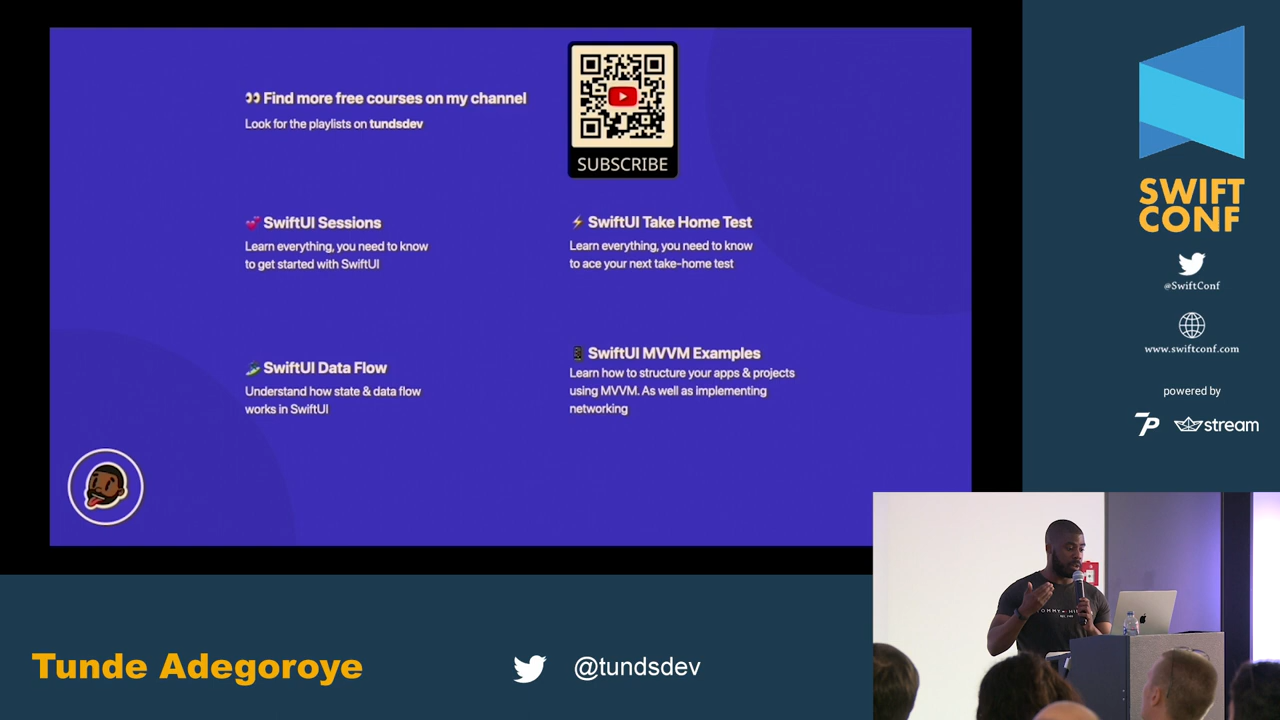 👀 Find more free courses on my channel
Look for the playlists on tundsdev
SUBSCRIBE
💞 SwiftUI Sessions
Learn everything, you need to know
to get started with SwiftUI
⚡ SwiftUI Take Home Test
Learn everything, you need to know
to ace your next take-home test
SwiftUI Data Flow
Understand how state & data flow
works in SwiftUI
📱 SwiftUI MVVM Examples
Learn how to structure your apps & projects
using MVVM. As well as implementing
networking
SWIFT
CONF
@SwiftConf
www.swiftconf.com
powered by
7P stream
Tunde Adegoroye
@tundsdev